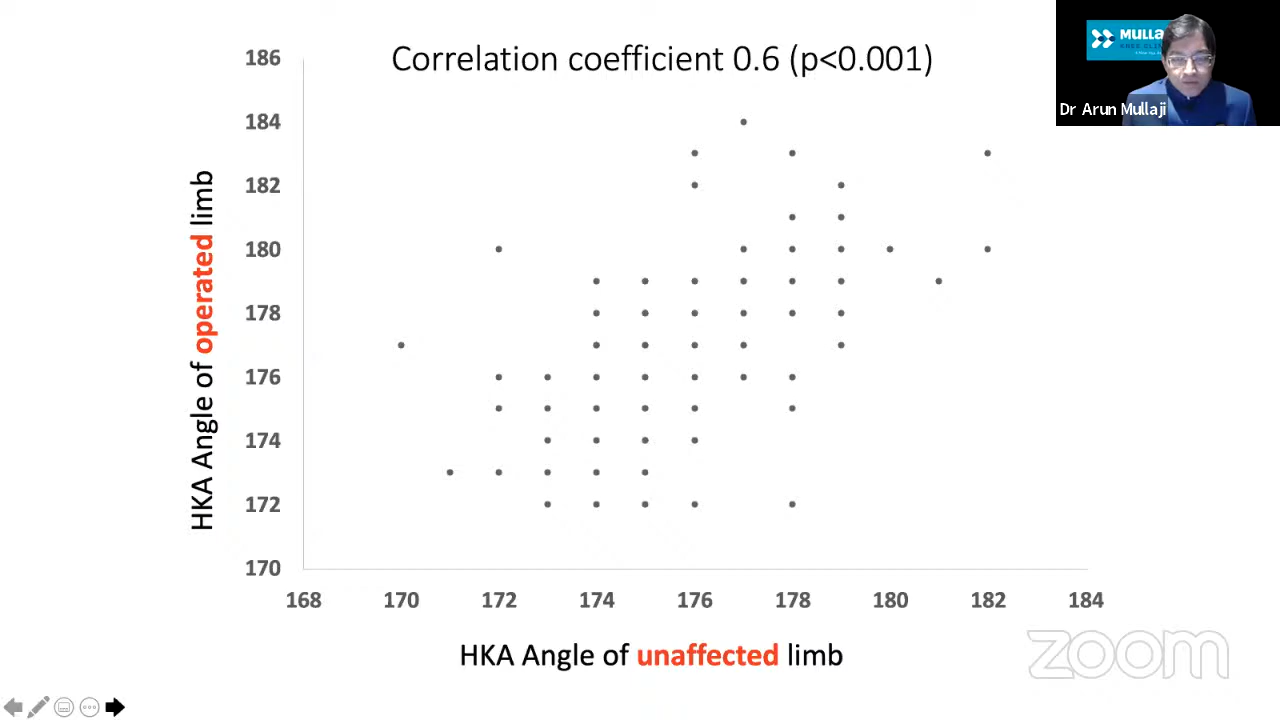 Correlation coefficient 0.6 (p<0.001)
MULLA
Dr Arun Mullaji
186
184
182
180
178
176
174
172
170
HKA Angle of operated limb
168 170 172 174 176 178 180 182 184
HKA Angle of unaffected limb
zoom